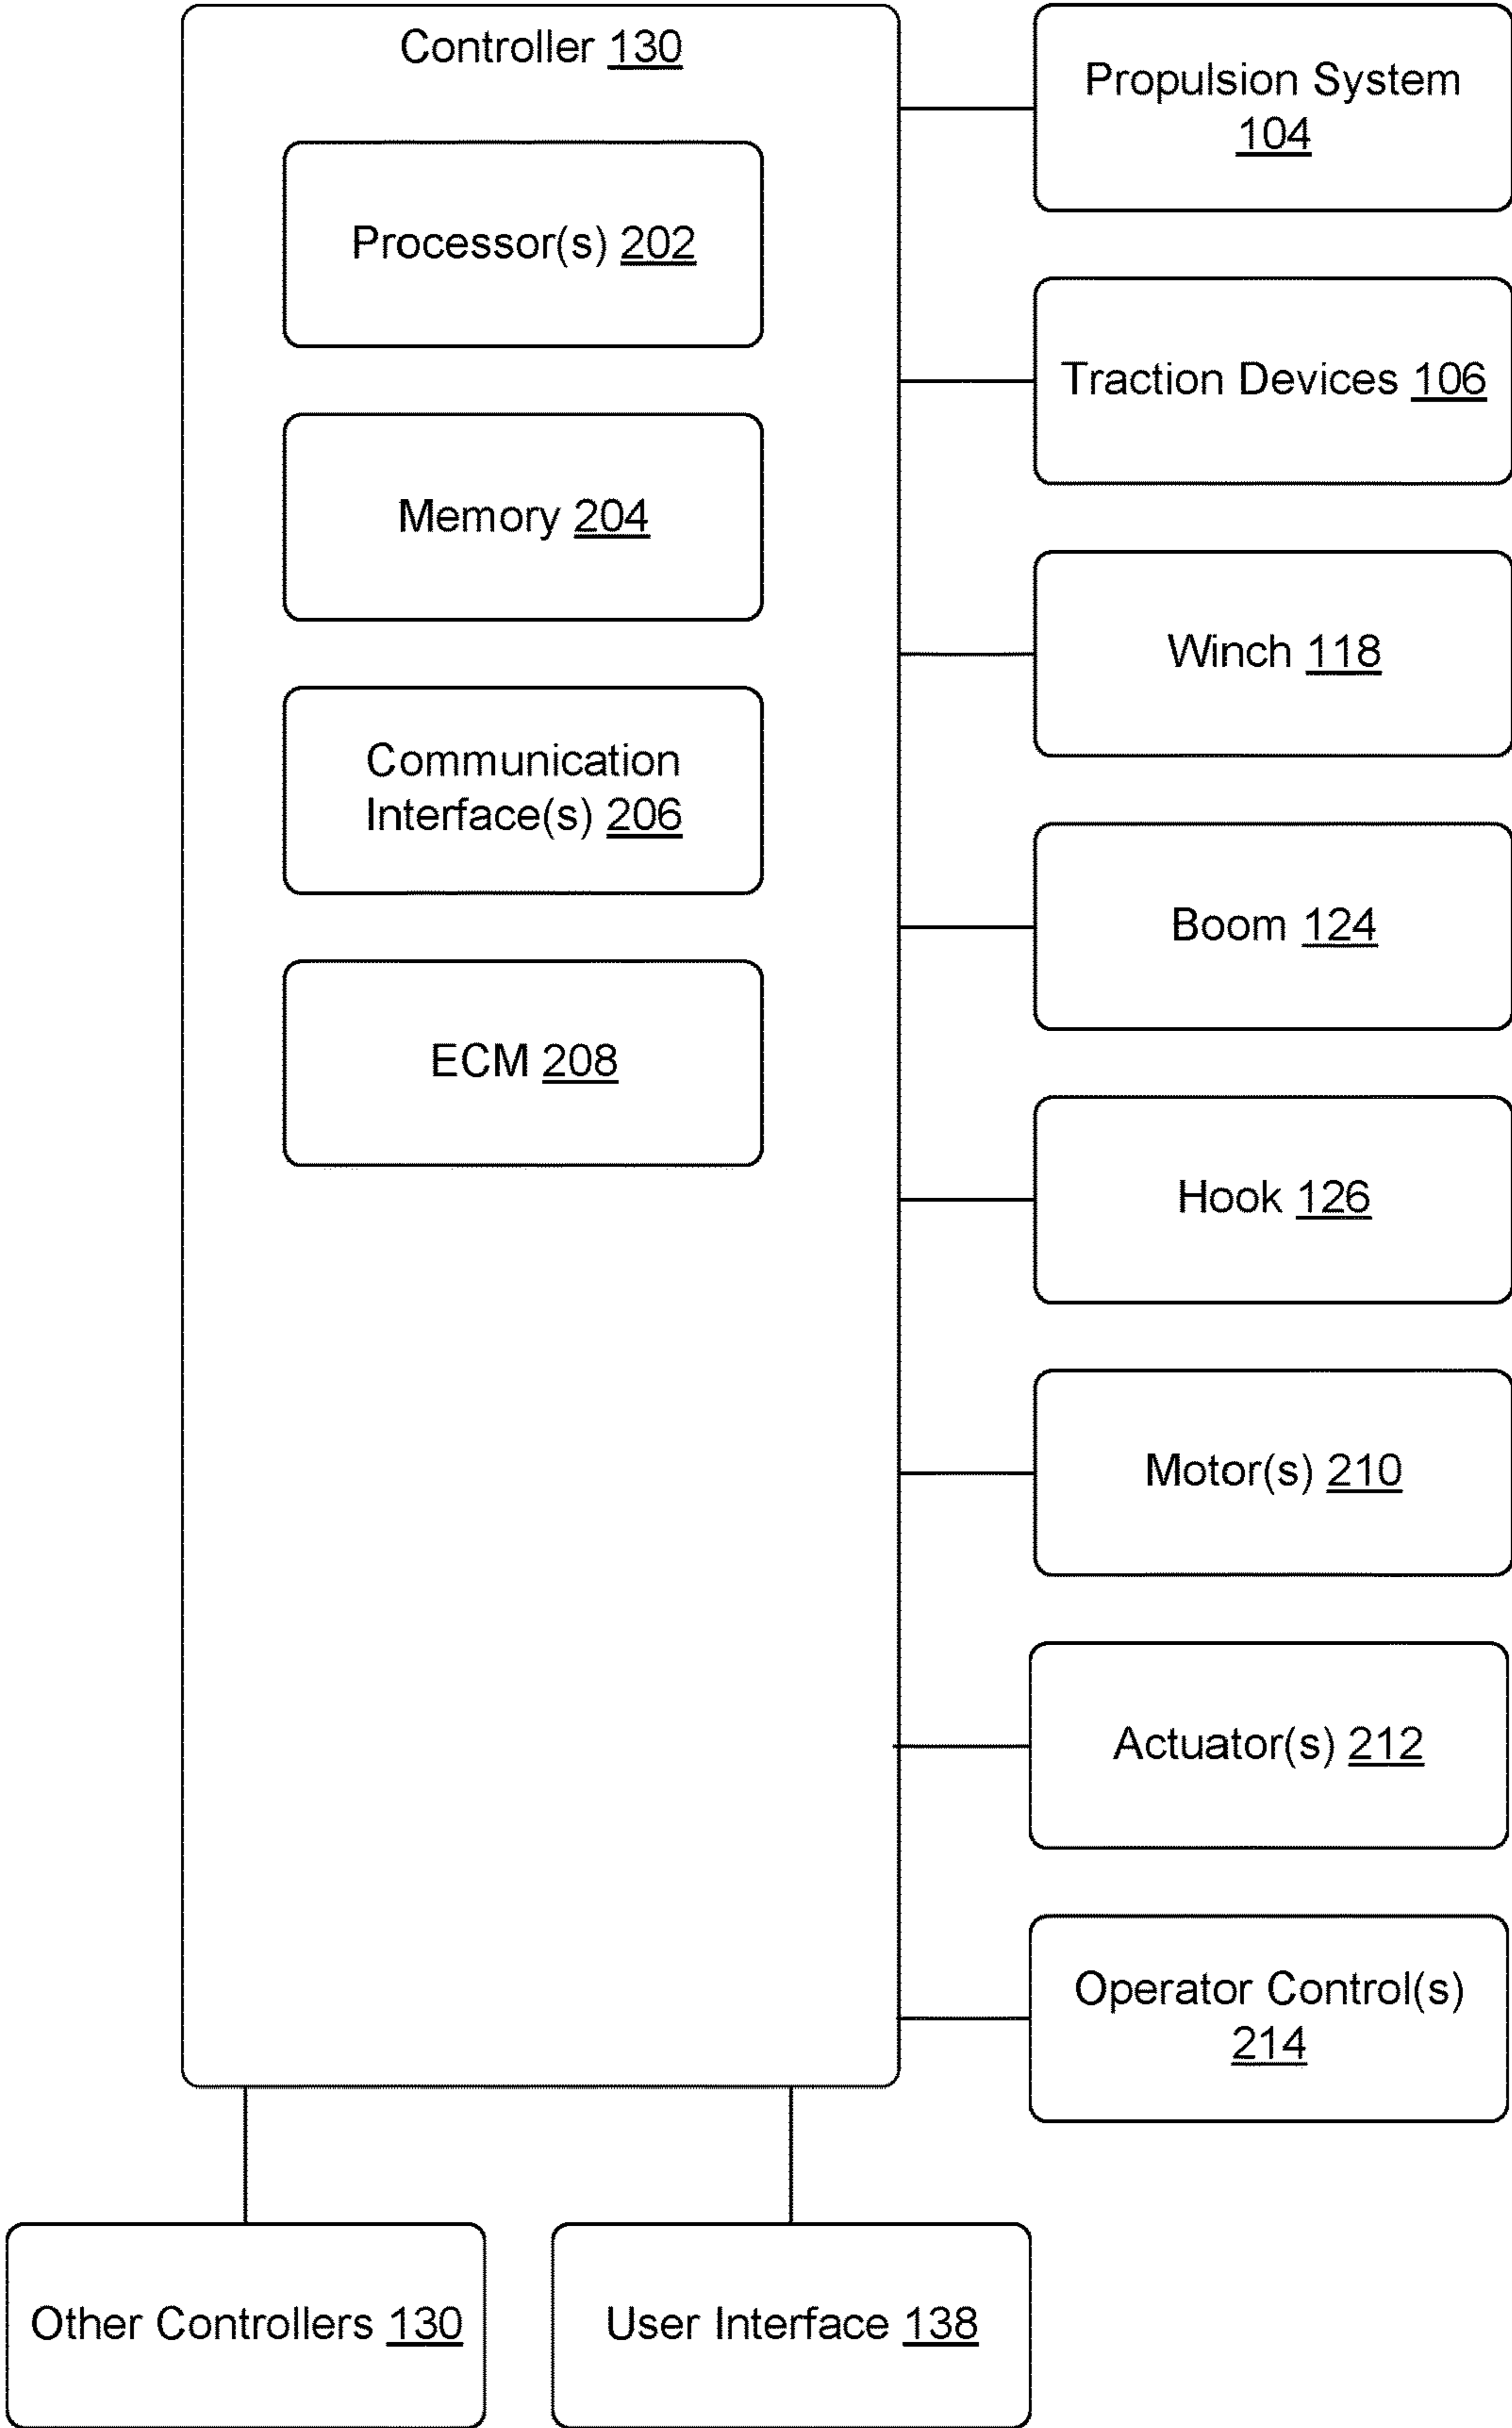 Controller 130
Processor(s) 202
Memory 204
Communication
Interface(s) 206
ECM 208
Propulsion System
104
Traction Devices 106
Winch 118
Boom 124
Hook 126
Motor(s) 210
Actuator(s) 212
Operator Control(s)
214
Other Controllers 130
User Interface 138